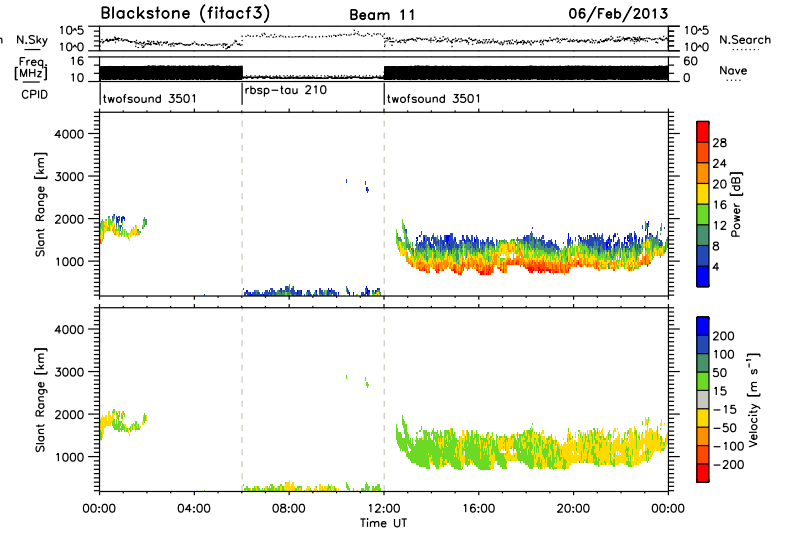 Blackstone (fitacf3) Beam 11 06/Feb/2013
N.Sky 10^5 10^0 10^5 10^0 N.Search
Freq. [MHz] 16 10 60 0 Nave
CPID twofsound 3501 rbsp-tau 210 twofsound 3501
Slant Range [km]
4000
3000
2000
1000
28
24
20
16
12
8
4
Power [dB]
Slant Range [km]
4000
3000
2000
1000
200
100
50
15
-15
-50
-100
-200
Velocity [m s⁻¹]
00:00 04:00 08:00 12:00 16:00 20:00 00:00
Time UT